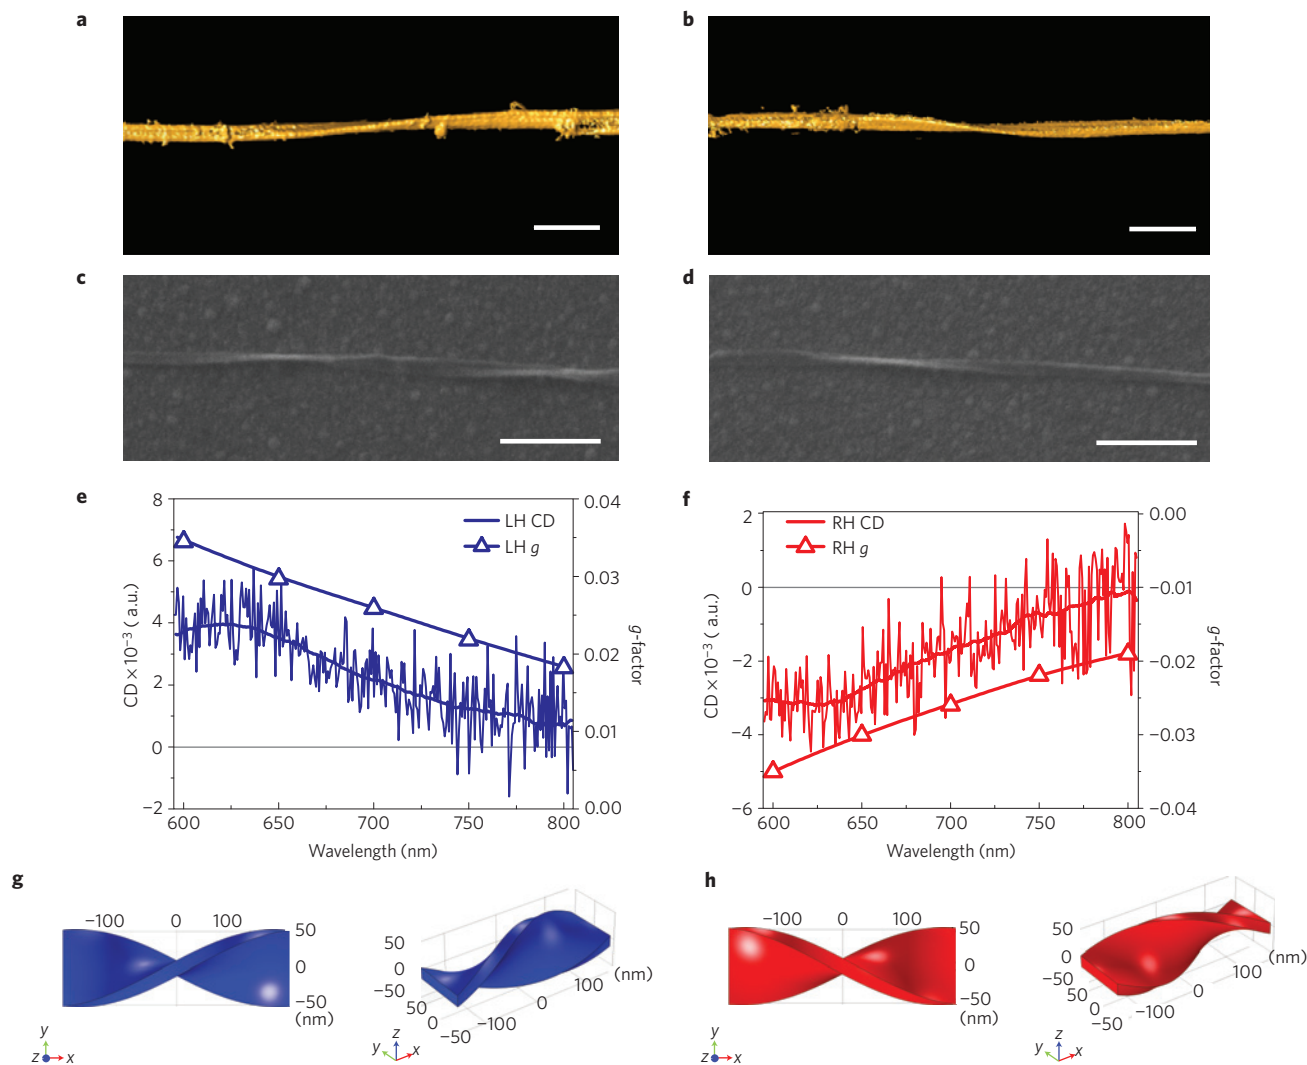 a
b
c
d
e
8
6
4
2
0
−2
CD × 10−3 ( a.u.)
LH CD
LH g
0.04
0.03
0.02
0.01
0.00
g-factor
600 650 700 750 800
Wavelength (nm)
f
2
0
−2
−4
−6
CD × 10−3 ( a.u.)
RH CD
RH g
0.00
−0.01
−0.02
−0.03
−0.04
g-factor
600 650 700 750 800
Wavelength (nm)
g
−100 0 100
50
0
−50
(nm)
y
z x
50
0
−50
50
0
−50
−100
0
100
(nm)
z
y x
h
−100 0 100
50
0
−50
(nm)
y
z x
50
0
−50
50
0
−50
−100
0
100
(nm)
z
y x